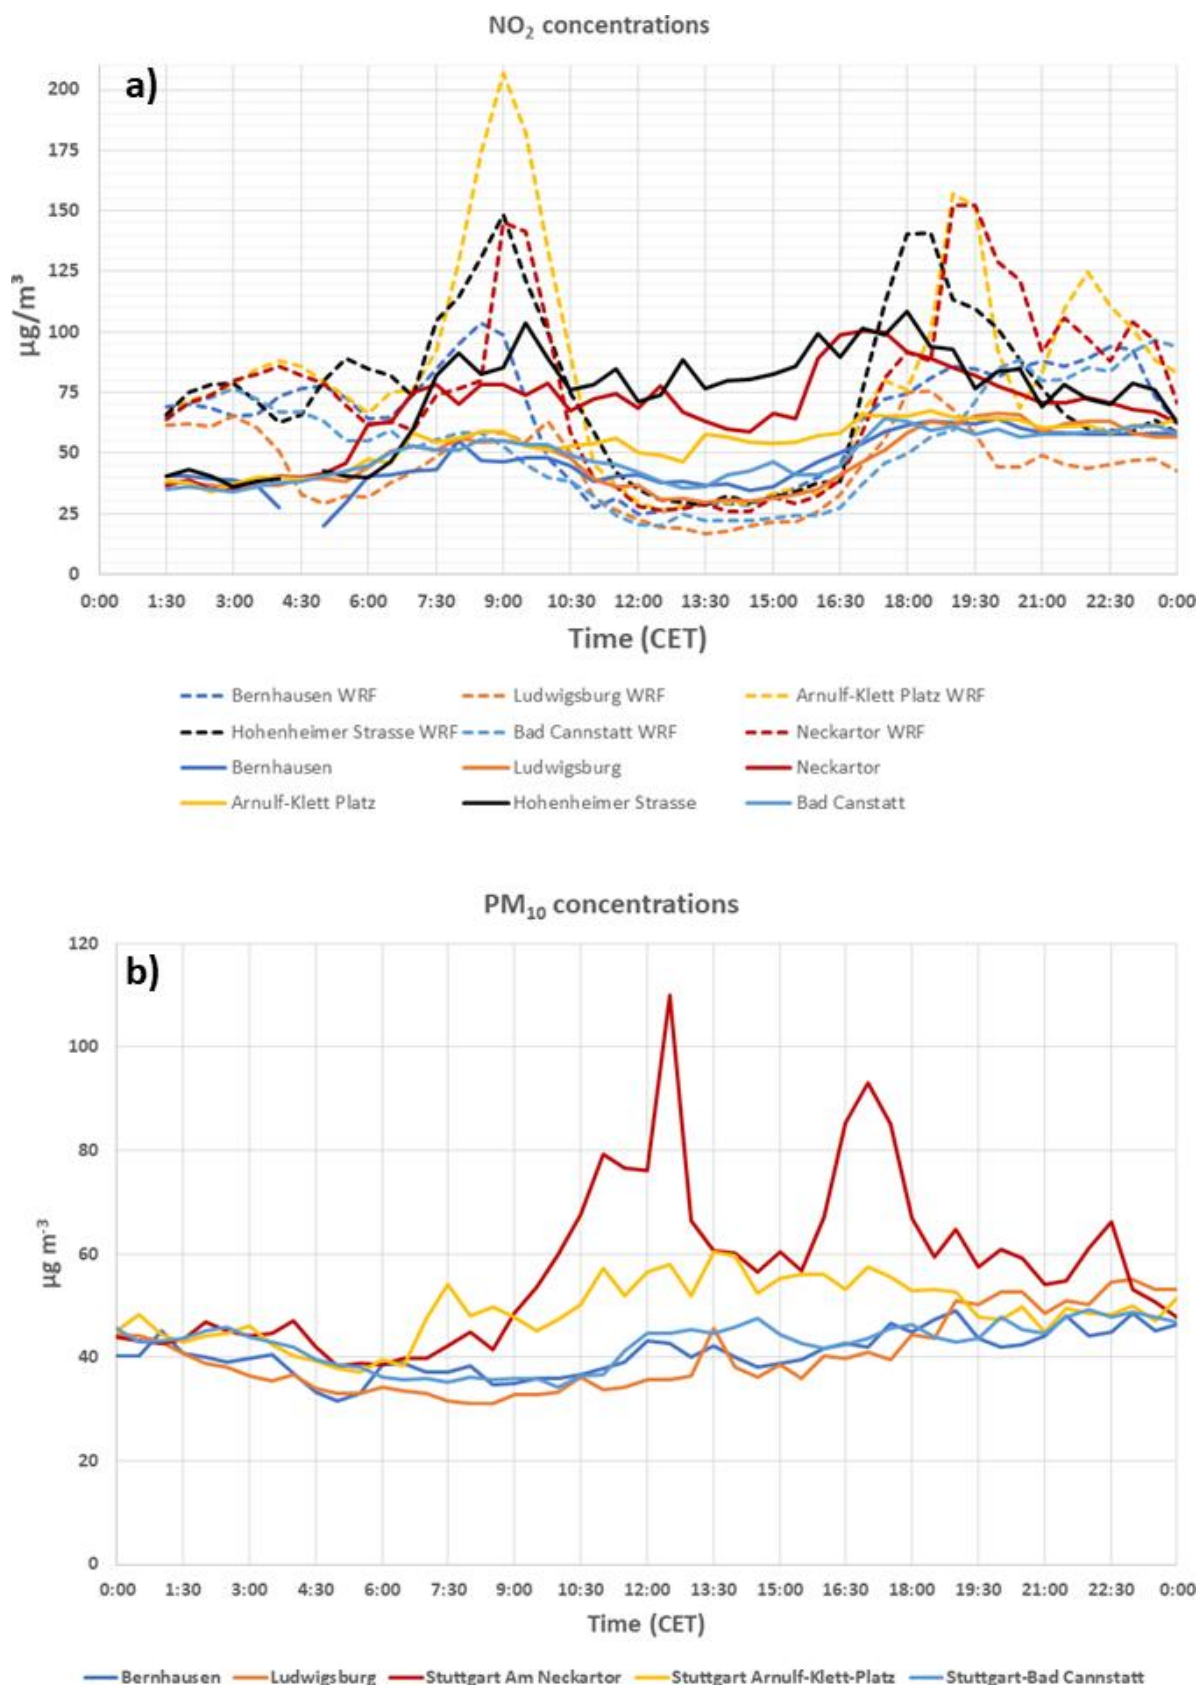 NO₂ concentrations
a)
200
175
150
125
100
75
50
25
0
µg/m³
0:00 1:30 3:00 4:30 6:00 7:30 9:00 10:30 12:00 13:30 15:00 16:30 18:00 19:30 21:00 22:30 0:00
Time (CET)
Bernhausen WRF Ludwigsburg WRF Arnulf-Klett Platz WRF
Hohenheimer Strasse WRF Bad Cannstatt WRF Neckartor WRF
Bernhausen Ludwigsburg Neckartor
Arnulf-Klett Platz Hohenheimer Strasse Bad Canstatt
PM₁₀ concentrations
b)
120
100
80
60
40
20
0
µg m⁻³
0:00 1:30 3:00 4:30 6:00 7:30 9:00 10:30 12:00 13:30 15:00 16:30 18:00 19:30 21:00 22:30 0:00
Time (CET)
Bernhausen Ludwigsburg Stuttgart Am Neckartor Stuttgart Arnulf-Klett-Platz Stuttgart-Bad Cannstatt